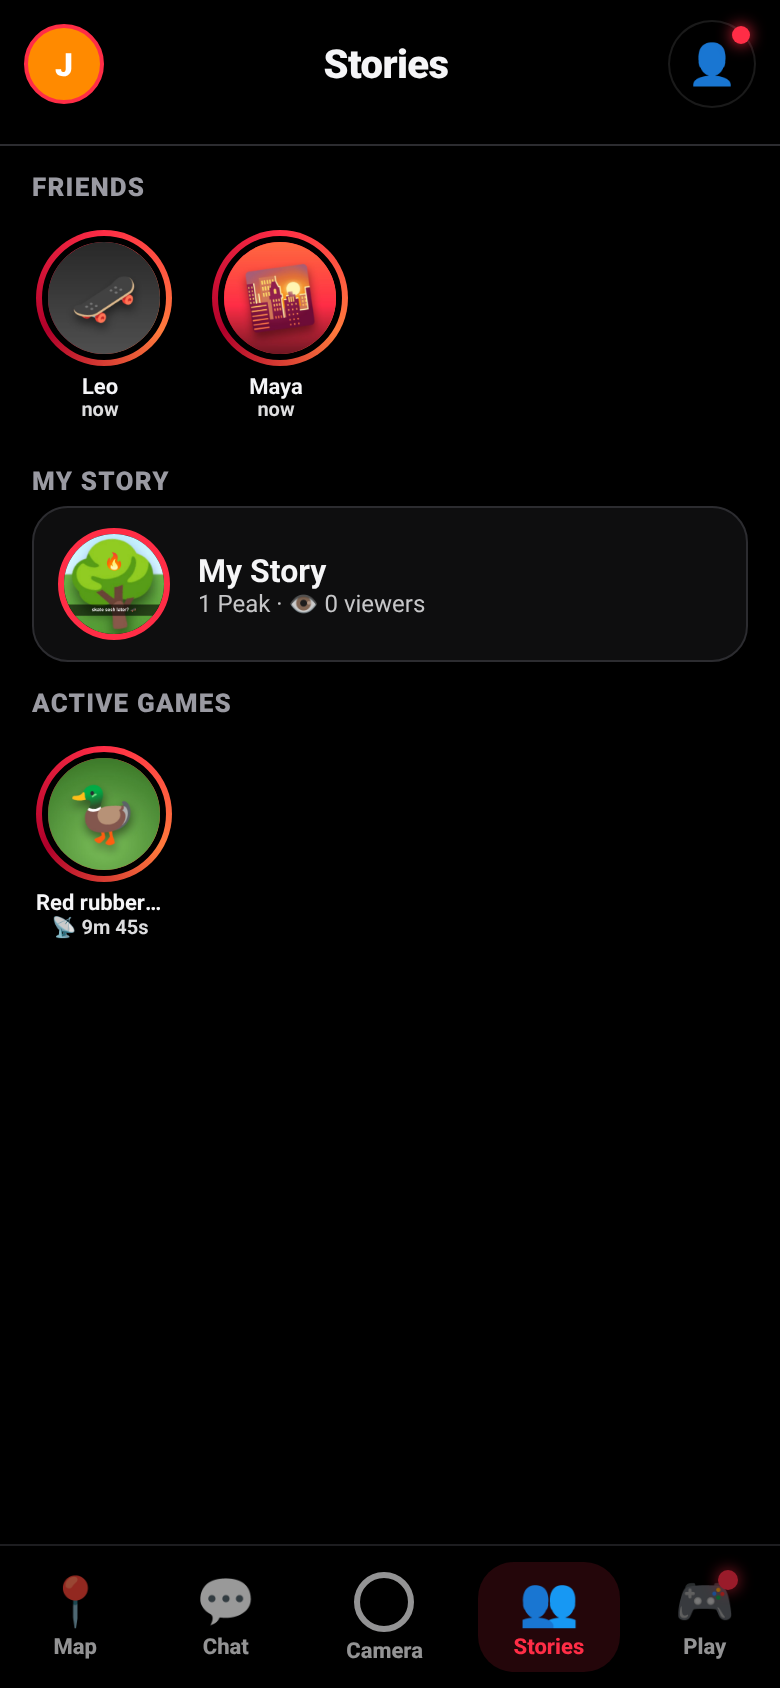 J
Stories
FRIENDS
Leo
now
Maya
now
MY STORY
My Story
1 Peak · 👁️ 0 viewers
ACTIVE GAMES
Red rubber…
📡 9m 45s
Map
Chat
Camera
Stories
Play